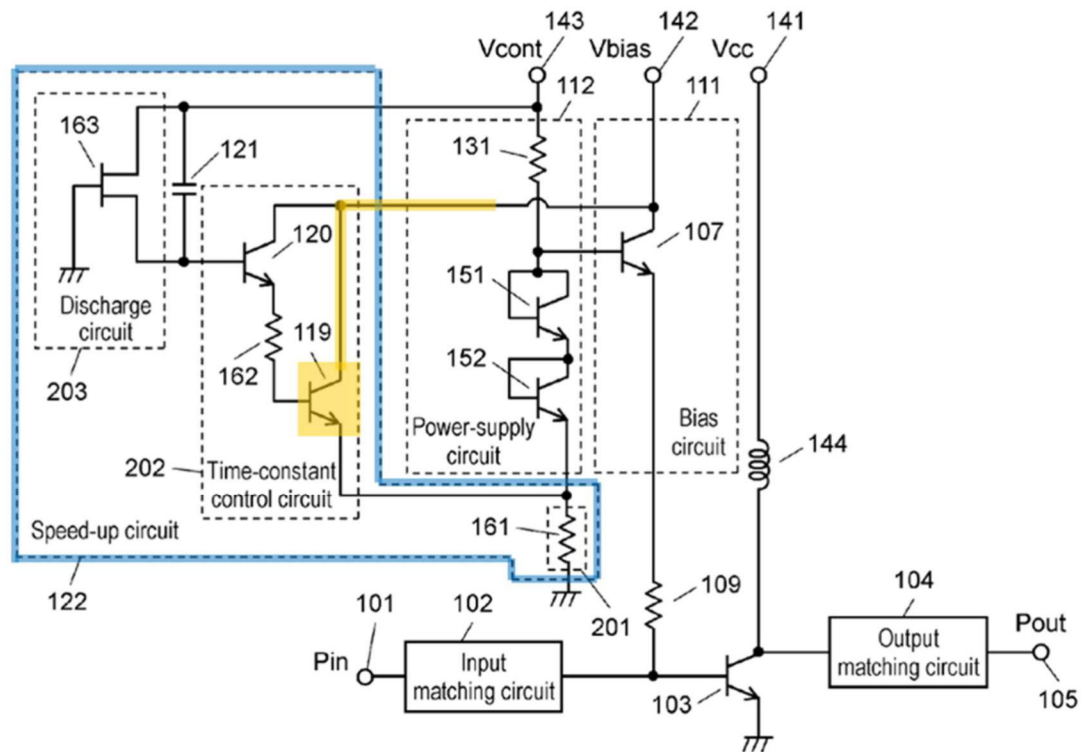 143
142
141
Vcont
Vbias
Vcc
112
111
163
121
131
120
107
151
119
Discharge
circuit
162
152
203
Bias
circuit
Power-supply
circuit
144
202
Time-constant
control circuit
Speed-up circuit
161
122
109
101
102
201
104
Pin
Input
matching circuit
103
Output
matching circuit
Pout
105